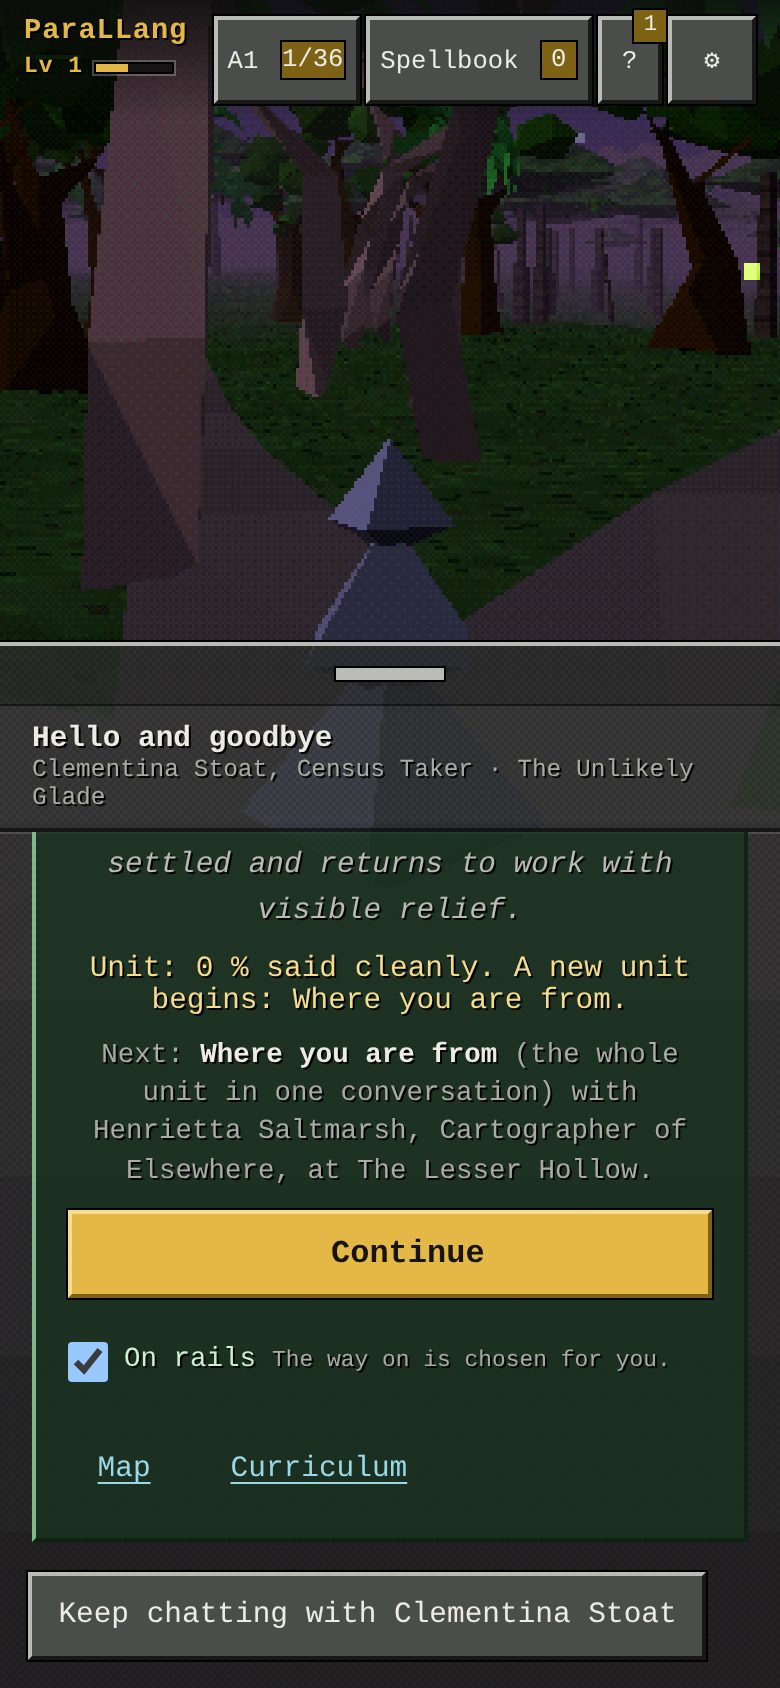 ParaLLang
Lv 1
A1 1/36
Spellbook 0
? 1
⚙
Hello and goodbye
Clementina Stoat, Census Taker · The Unlikely
Glade
settled and returns to work with
visible relief.
Unit: 0 % said cleanly. A new unit
begins: Where you are from.
Next: Where you are from (the whole
unit in one conversation) with
Henrietta Saltmarsh, Cartographer of
Elsewhere, at The Lesser Hollow.
Continue
On rails The way on is chosen for you.
Map Curriculum
Keep chatting with Clementina Stoat